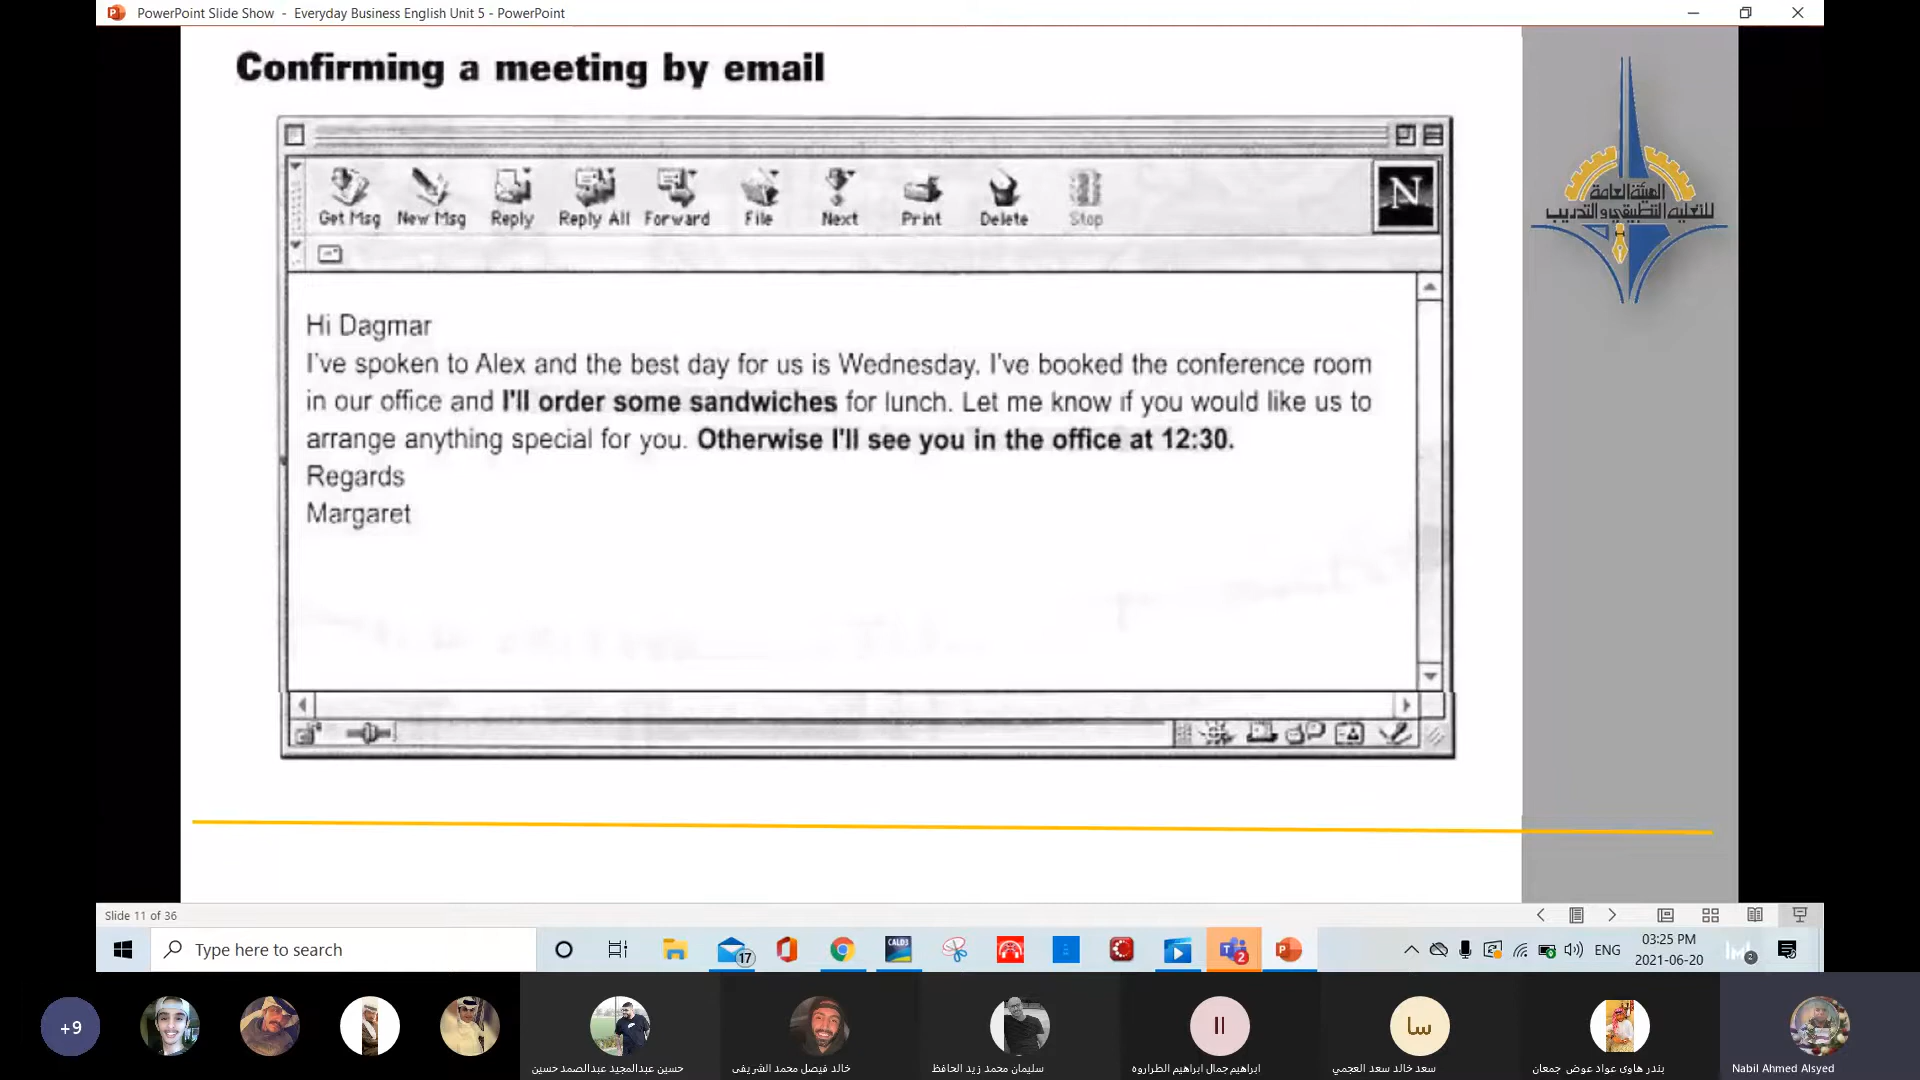 PowerPoint Slide Show - Everyday Business English Unit 5 - PowerPoint
Confirming a meeting by email
Get Msg New Msg Reply Reply All Forward File Next Print Delete Stop
N
الهيئة العامة
للتعليم التطبيقي والتدريب
Hi Dagmar
I've spoken to Alex and the best day for us is Wednesday. I've booked the conference room
in our office and I'll order some sandwiches for lunch. Let me know if you would like us to
arrange anything special for you. Otherwise I'll see you in the office at 12:30.
Regards
Margaret
Slide 11 of 36
Type here to search
17
CALD3
2
ENG
03:25 PM
2021-06-20
2
+9
سا
حسين عبدالمجيد عبدالصمد حسين
خالد فيصل محمد الشريفى
سليمان محمد زيد الحافظ
ابراهيم جمال ابراهيم الطراروه
سعد خالد سعد العجمي
بندر هاوى عواد عوض جمعان
Nabil Ahmed Alsyed